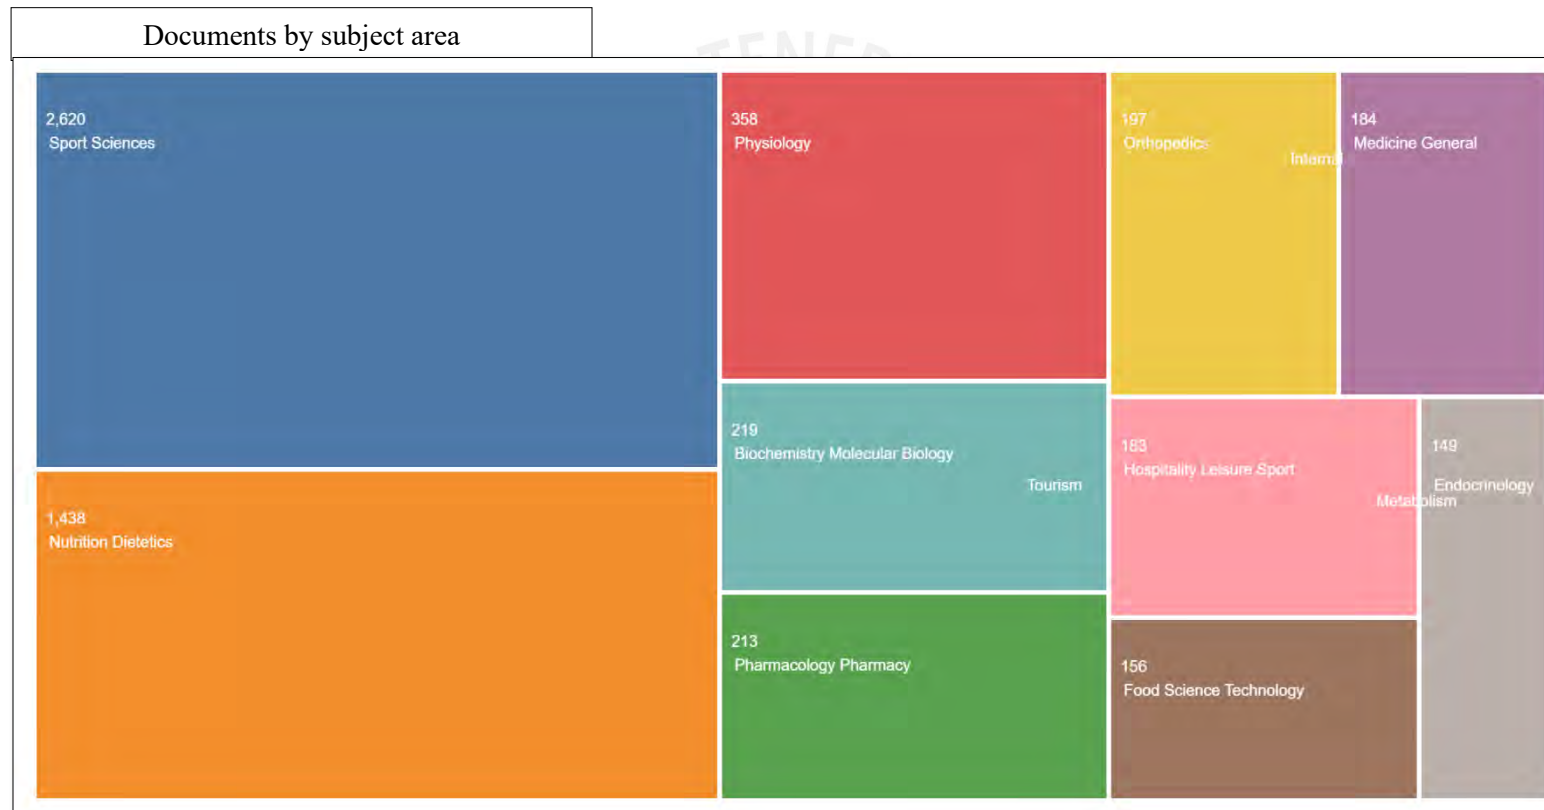 Documents by subject area
TENEB
2,620
Sport Sciences
358
Physiology
197
Orthopedics
Internal
184
Medicine General
219
Biochemistry Molecular Biology
Tourism
183
Hospitality Leisure Sport
Metabolism
149
Endocrinology
1,438
Nutrition Dietetics
213
Pharmacology Pharmacy
156
Food Science Technology